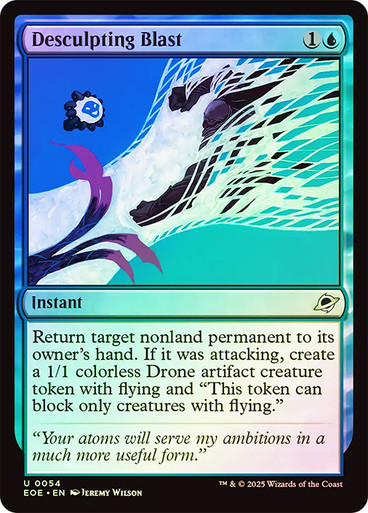 Desculpting Blast 1
Instant
Return target nonland permanent to its
owner's hand. If it was attacking, create
a 1/1 colorless Drone artifact creature
token with flying and “This token can
block only creatures with flying.”
“Your atoms will serve my ambitions in a
much more useful form.”
U 0054
EOE • EN Jeremy Wilson
™ & © 2025 Wizards of the Coast